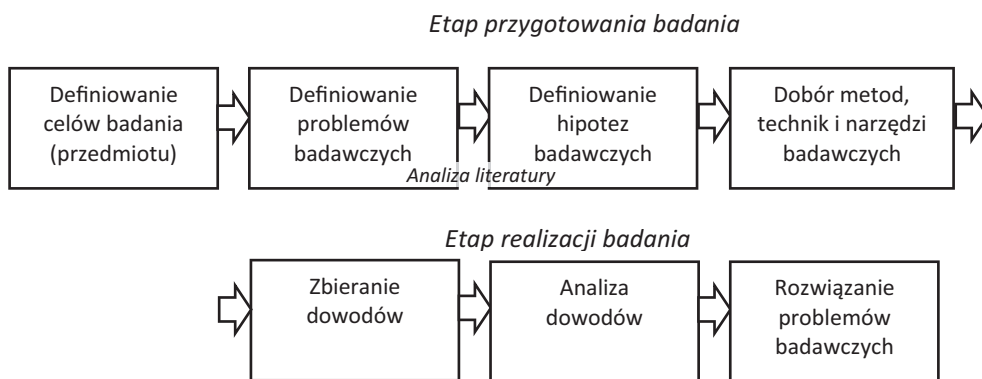 Etap przygotowania badania
Definiowanie
celów badania
(przedmiotu)
Definiowanie
problemów
badawczych
Definiowanie
hipotez
badawczych
Dobór metod,
technik i narzędzi
badawczych
Analiza literatury
Etap realizacji badania
Zbieranie
dowodów
Analiza
dowodów
Rozwiązanie
problemów
badawczych